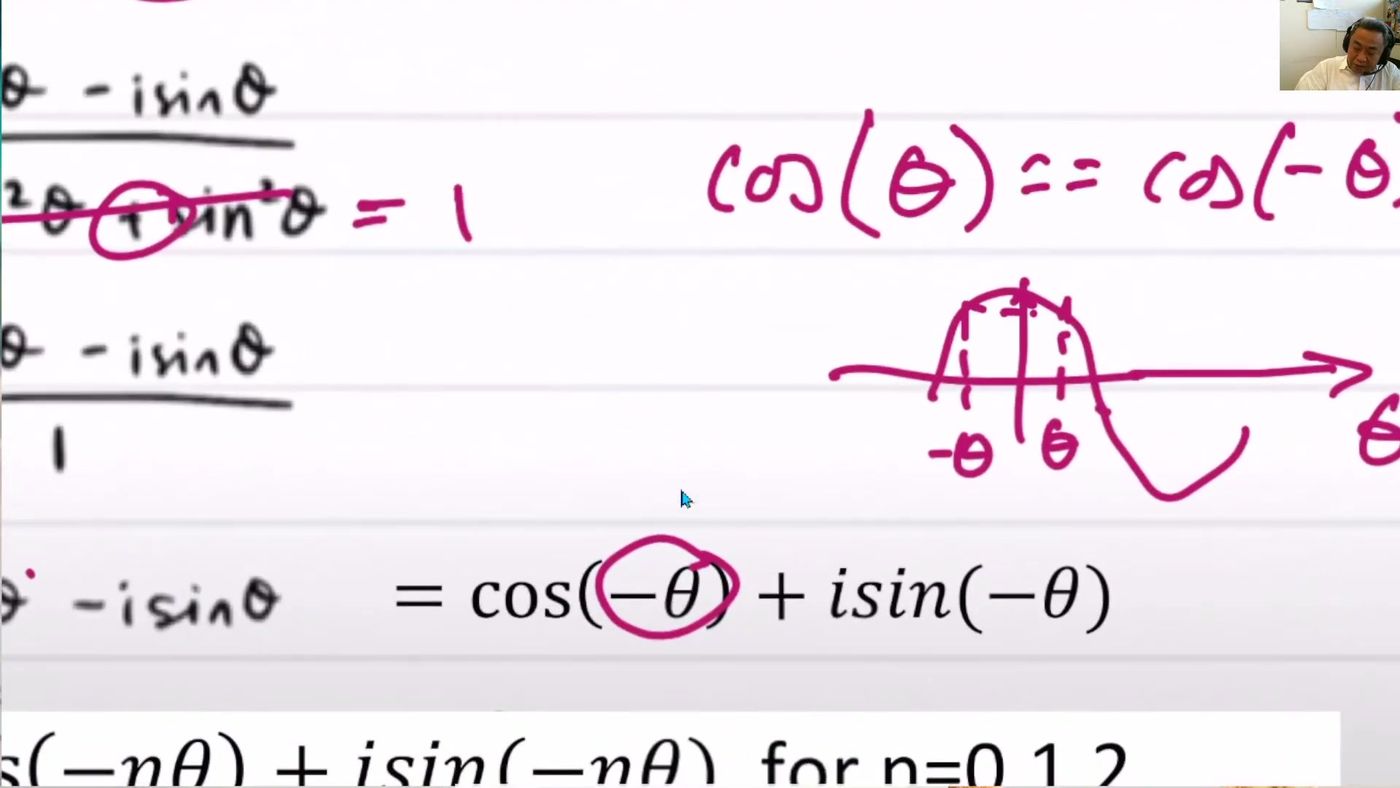 θ - isinθ
cos(θ) == cos(-θ)
²θ + sin²θ = 1
θ - isinθ
1
-θ θ θ
θ - isinθ = cos(−θ) + isin(−θ)
s(−nθ) + isin(−nθ) for n=0 1 2